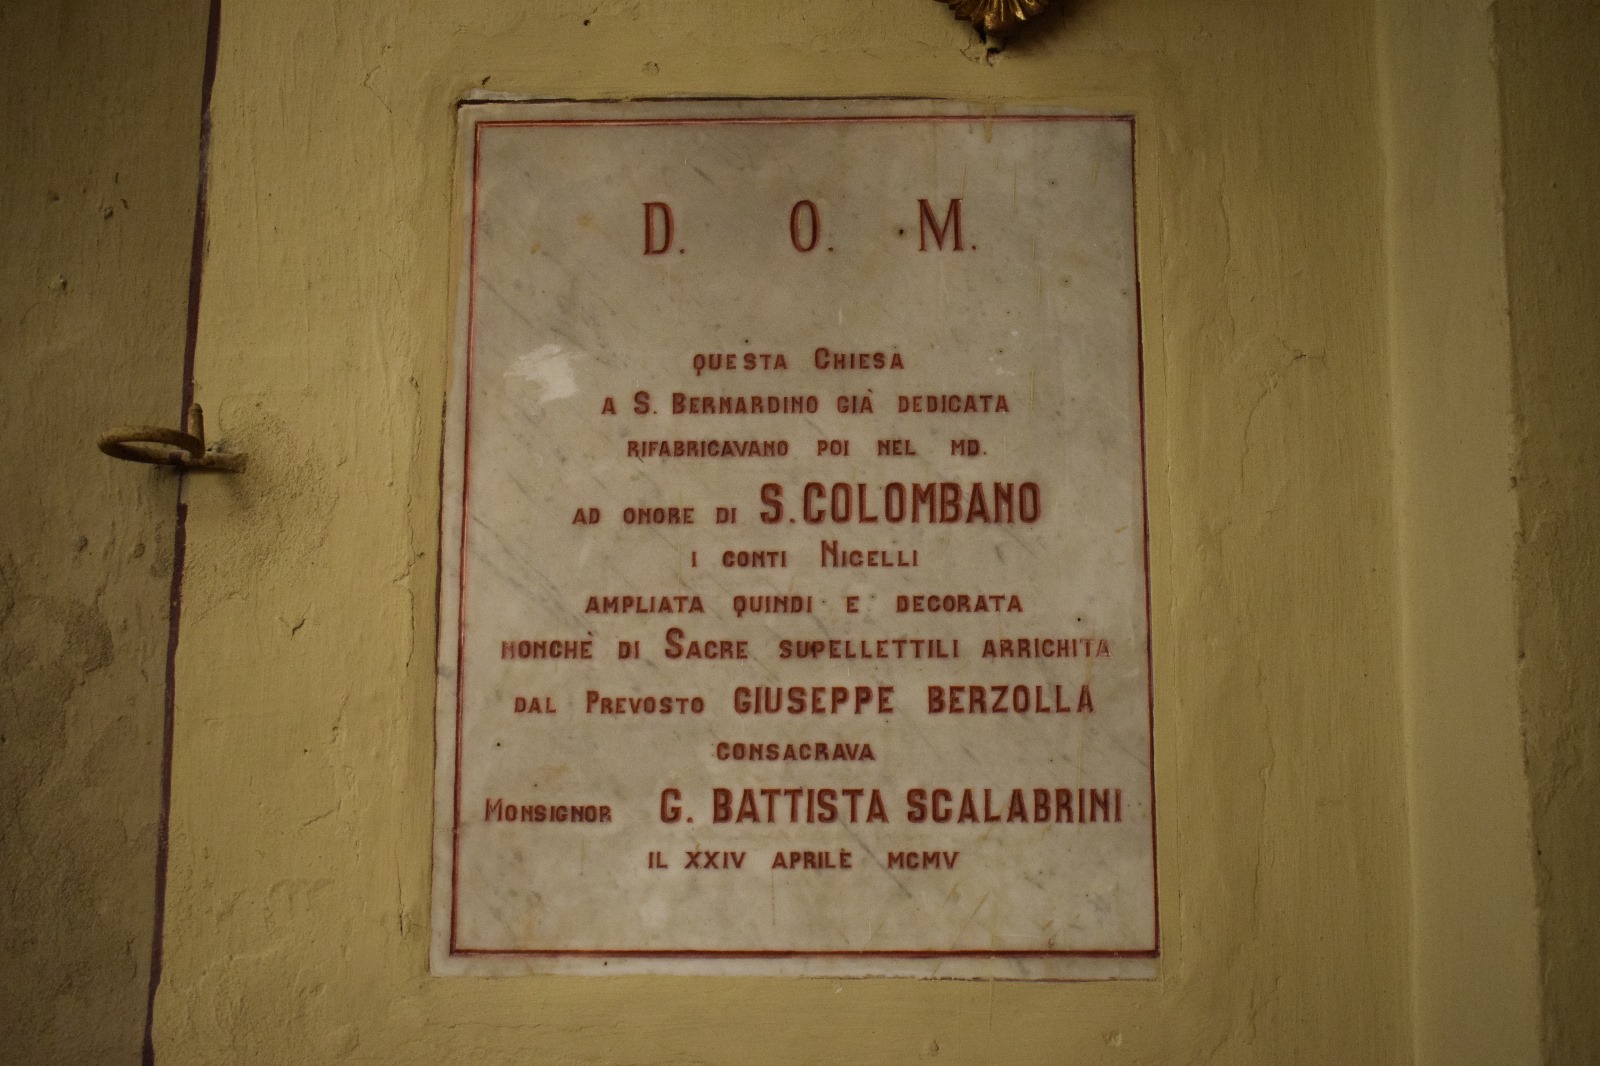 D. O. M.
QUESTA CHIESA
A S. BERNARDINO GIÀ DEDICATA
RIFABRICAVANO POI NEL MD.
AD ONORE DI S. COLOMBANO
I CONTI NICELLI
AMPLIATA QUINDI E DECORATA
NONCHÈ DI SACRE SUPELLETTILI ARRICHITA
DAL PREVOSTO GIUSEPPE BERZOLLA
CONSACRAVA
MONSIGNOR G. BATTISTA SCALABRINI
IL XXIV APRILE MCMV